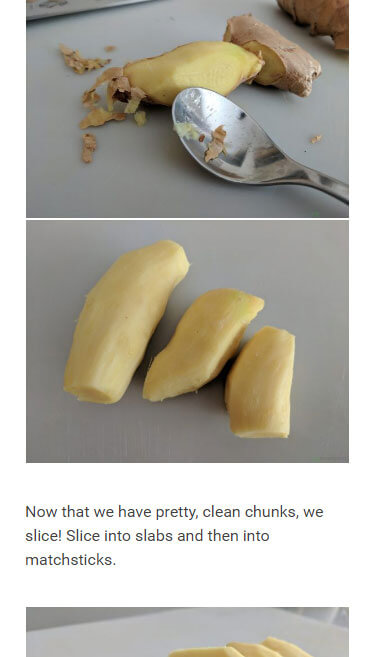 Now that we have pretty, clean chunks, we
slice! Slice into slabs and then into
matchsticks.